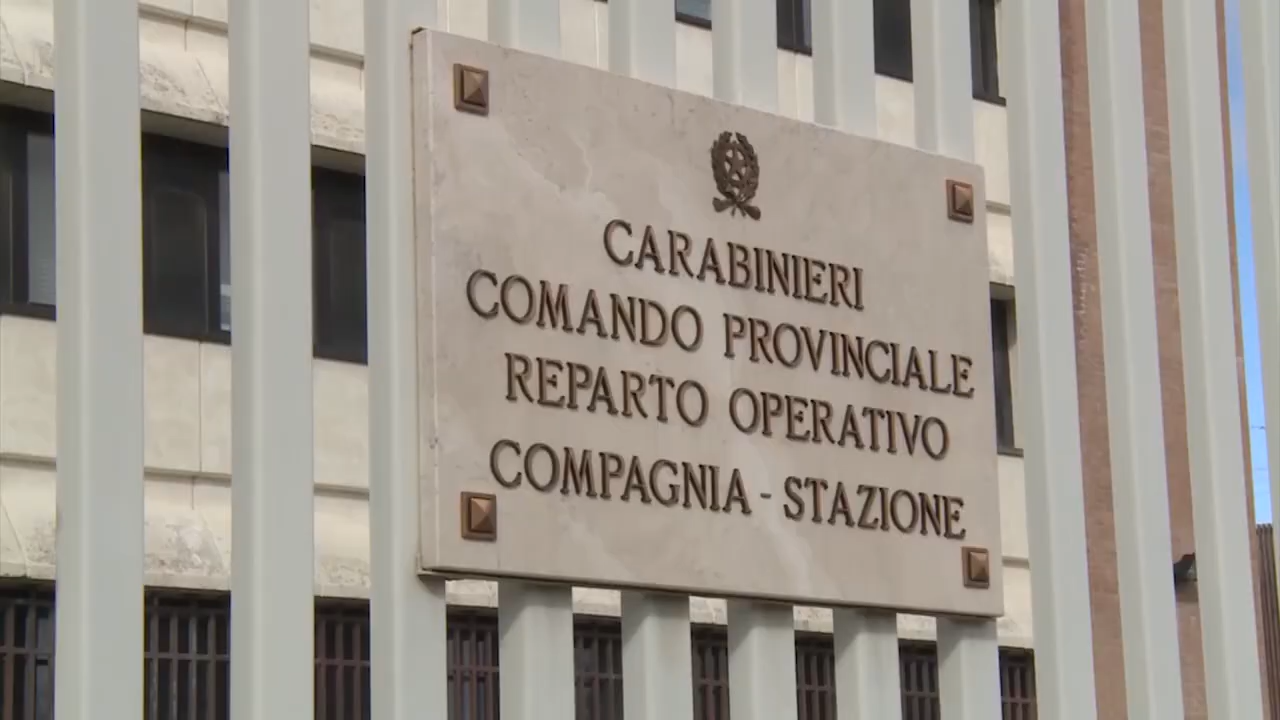 CARABINIERI
COMANDO PROVINCIALE
REPARTO OPERATIVO
COMPAGNIA - STAZIONE